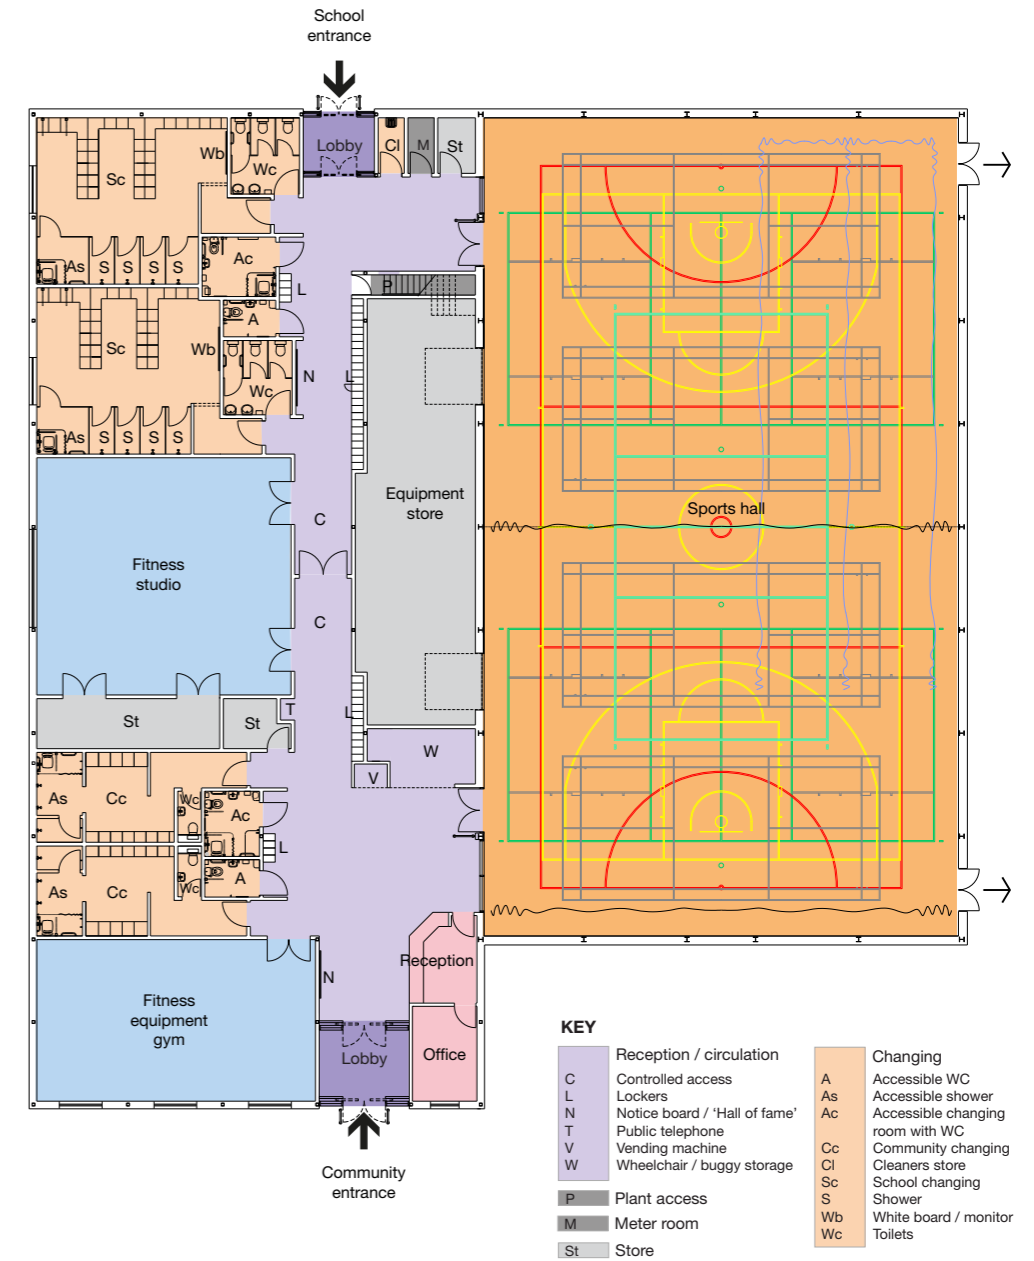 School
entrance
Lobby
Cl
M
St
Wb
Wc
Sc
As
S
S
S
S
Ac
L
P
A
Sc
Wb
N
L
Wc
As
S
S
S
S
Equipment
store
Sports hall
C
Fitness
studio
C
St
St
T
L
W
V
As
Cc
Wc
Ac
L
As
Cc
Wc
A
Reception
N
Fitness
equipment
gym
Lobby
Office
Community
entrance
KEY
Reception / circulation
C Controlled access
L Lockers
N Notice board / ‘Hall of fame’
T Public telephone
V Vending machine
W Wheelchair / buggy storage
P Plant access
M Meter room
St Store
Changing
A Accessible WC
As Accessible shower
Ac Accessible changing
room with WC
Cc Community changing
Cl Cleaners store
Sc School changing
S Shower
Wb White board / monitor
Wc Toilets